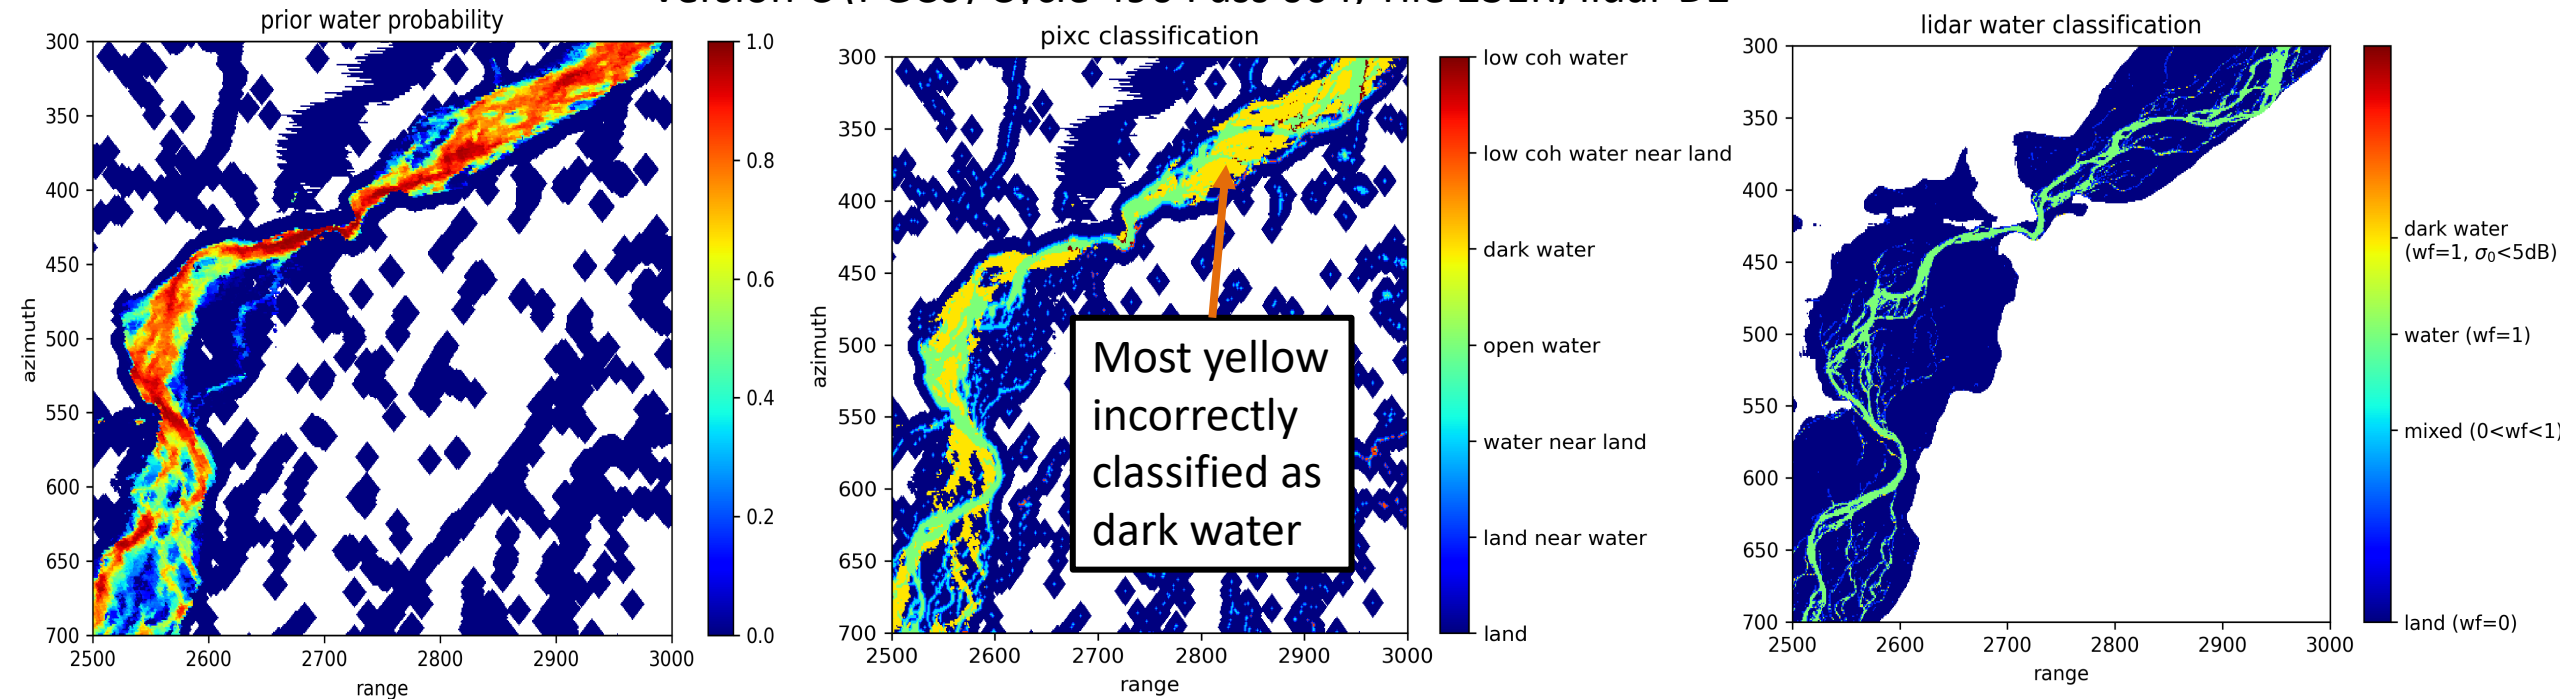 prior water probability
300
350
400
450
500
550
600
650
700
azimuth
2500 2600 2700 2800 2900 3000
range
1.0
0.8
0.6
0.4
0.2
0.0
pixc classification
300
350
400
450
500
550
600
650
700
azimuth
2500 2600 2700 2800 2900 3000
range
Most yellow
incorrectly
classified as
dark water
low coh water
low coh water near land
dark water
open water
water near land
land near water
land
lidar water classification
300
350
400
450
500
550
600
650
700
2500 2600 2700 2800 2900 3000
range
dark water
(wf=1, σ₀<5dB)
water (wf=1)
mixed (0<wf<1)
land (wf=0)